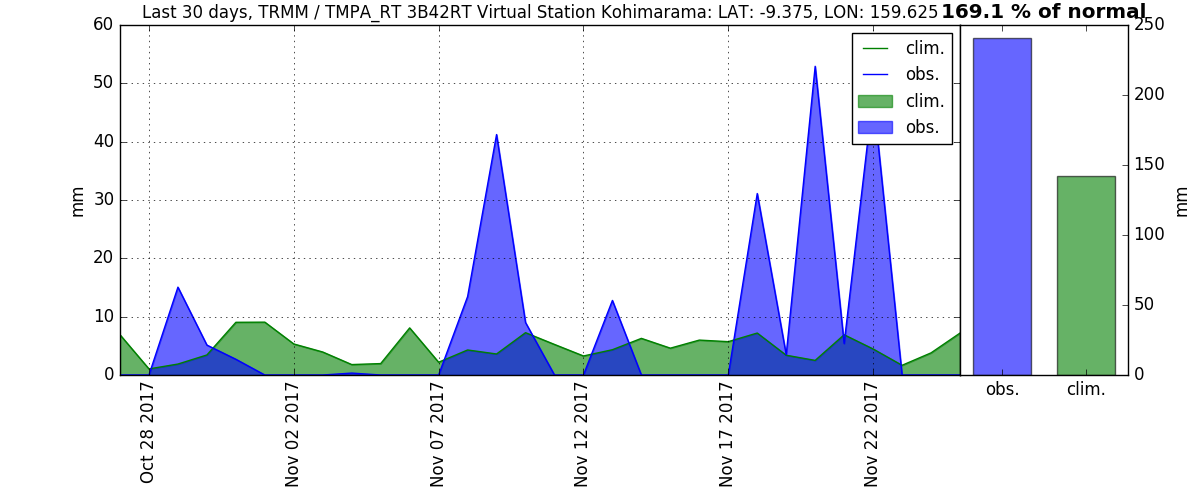 Last 30 days, TRMM / TMPA_RT 3B42RT Virtual Station Kohimarama: LAT: -9.375, LON: 159.625
169.1 % of normal
60
50
40
30
20
10
0
mm
clim.
obs.
clim.
obs.
250
200
150
100
50
0
mm
Oct 28 2017
Nov 02 2017
Nov 07 2017
Nov 12 2017
Nov 17 2017
Nov 22 2017
obs.
clim.